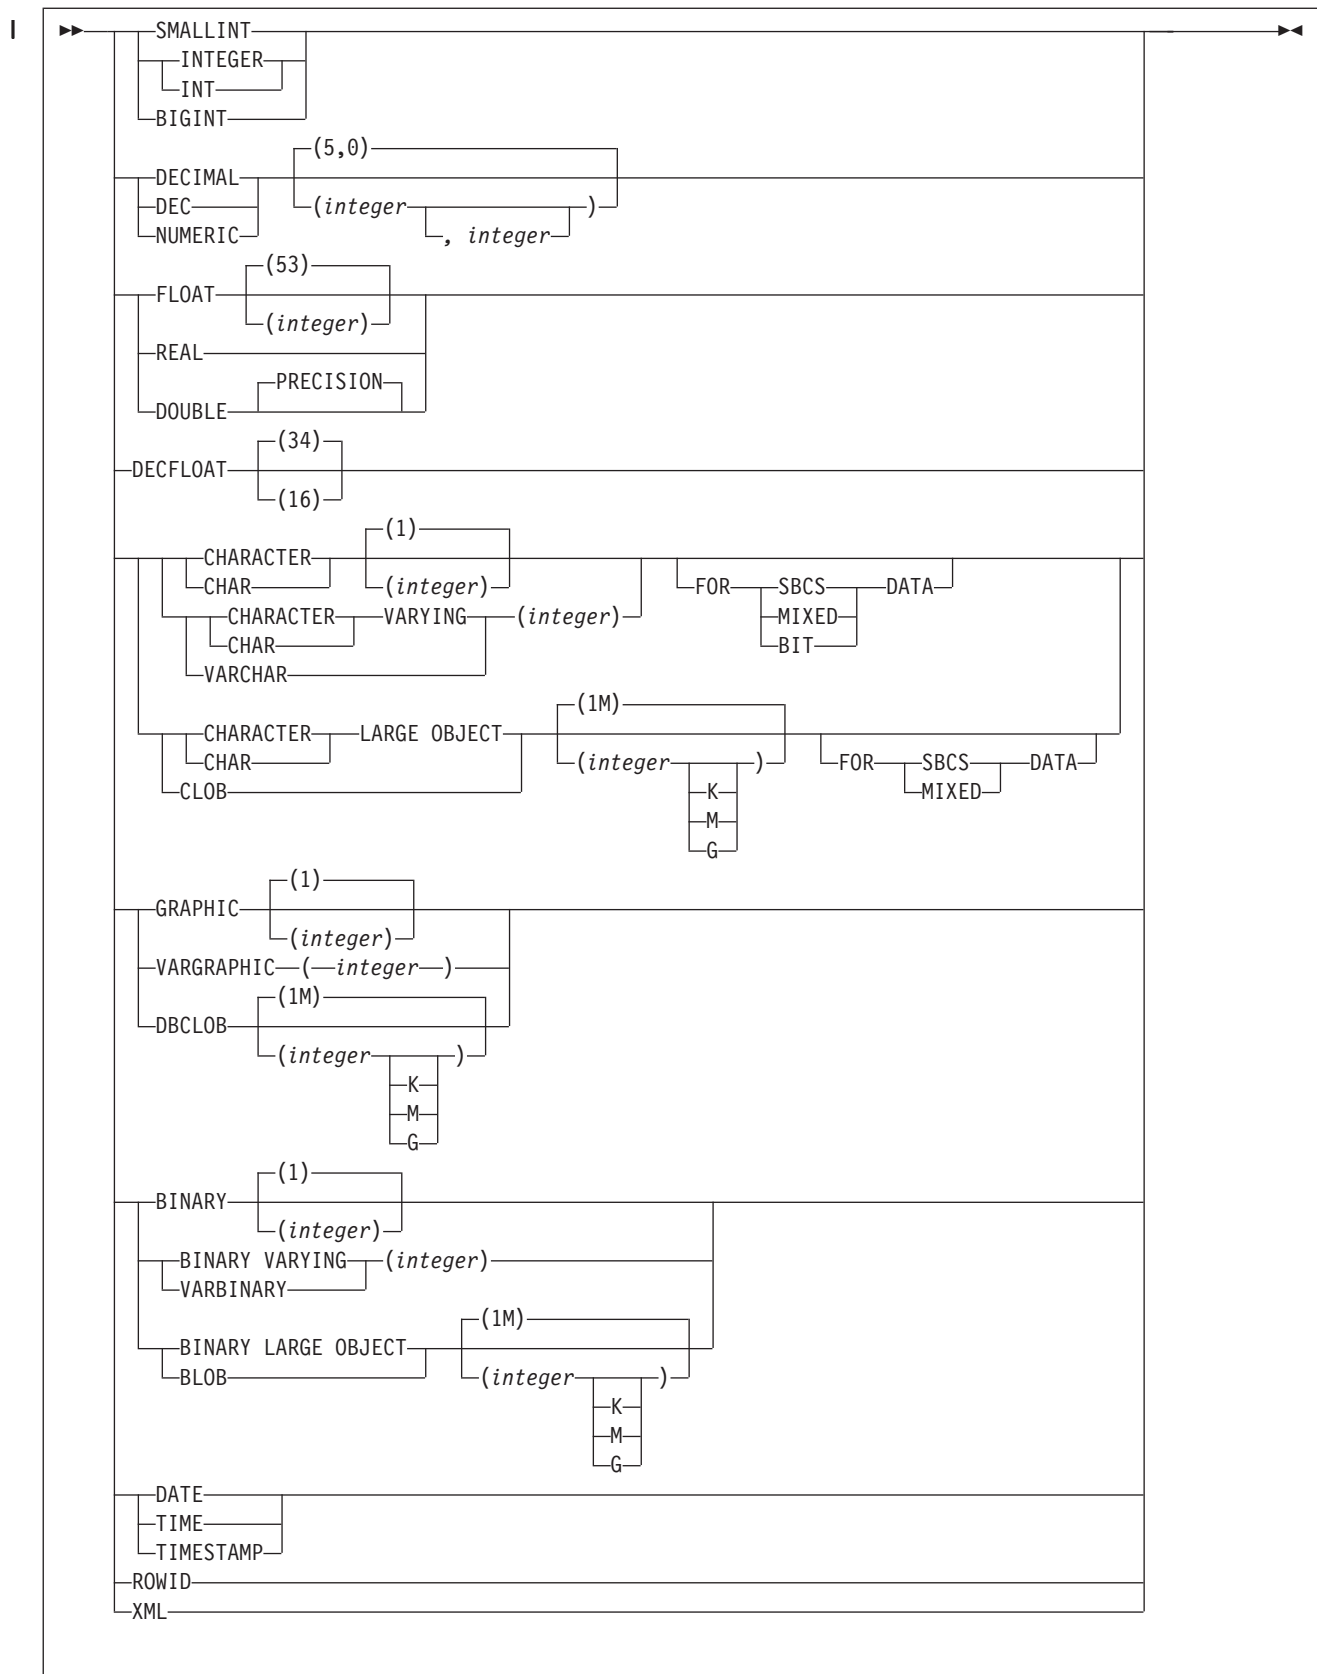 SMALLINT
INTEGER
INT
BIGINT
(5,0)
DECIMAL
DEC (integer )
NUMERIC , integer
(53)
FLOAT
(integer)
REAL
PRECISION
DOUBLE
(34)
DECFLOAT
(16)
(1)
CHARACTER
CHAR (integer) FOR SBCS DATA
CHARACTER VARYING (integer) MIXED
CHAR BIT
VARCHAR
(1M)
CHARACTER LARGE OBJECT
CHAR (integer ) FOR SBCS DATA
CLOB K MIXED
M
G
(1)
GRAPHIC
(integer)
VARGRAPHIC ( integer )
(1M)
DBCLOB
(integer )
K
M
G
(1)
BINARY
(integer)
BINARY VARYING (integer)
VARBINARY
(1M)
BINARY LARGE OBJECT
BLOB (integer )
K
M
G
DATE
TIME
TIMESTAMP
ROWID
XML